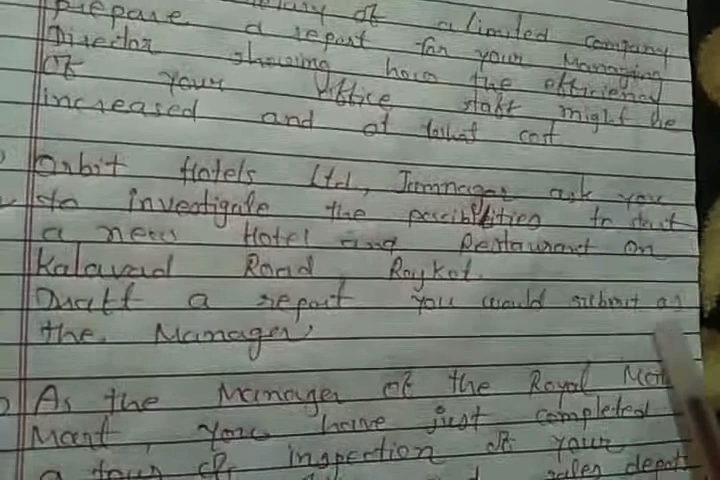 of a limited company
Prepare a report for your Managing
Director showing how the efficiency
of your office staff might be
increased and at what cost
Orbit Hotels Ltd, Jamnagar ask you
to investigate the possibilities to start
a new Hotel and Restaurant on
Kalavad Road Raykot.
Draft a report you would submit as
the Manager.
As the Manager of the Royal
Mart, you have just completed
a tour of inspection of your
sales depot